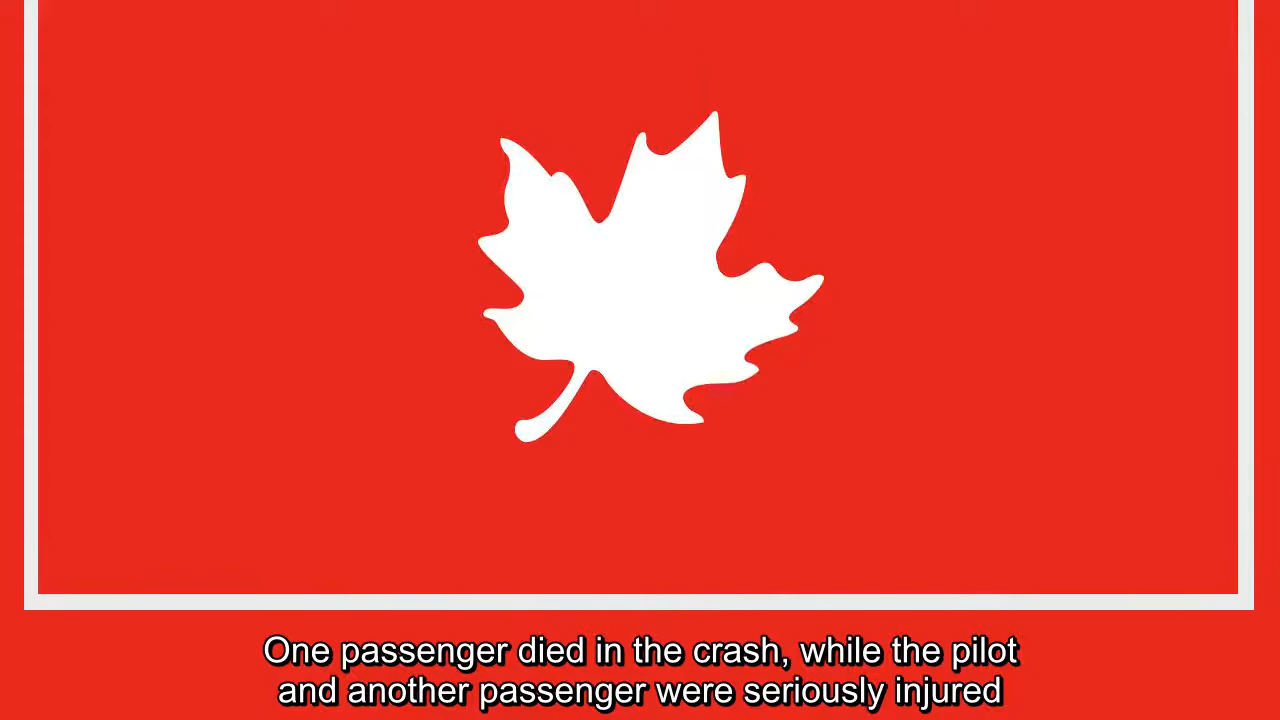 One passenger died in the crash, while the pilot
and another passenger were seriously injured